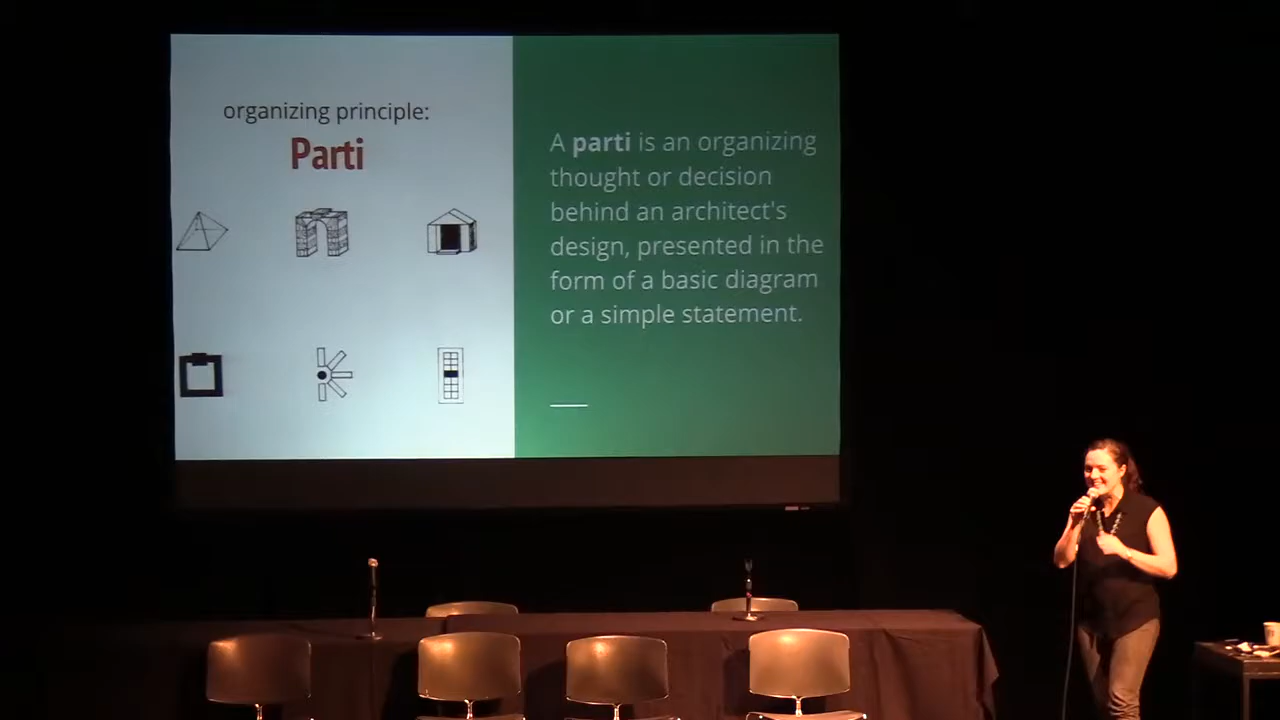 organizing principle:
Parti
A parti is an organizing
thought or decision
behind an architect's
design, presented in the
form of a basic diagram
or a simple statement.